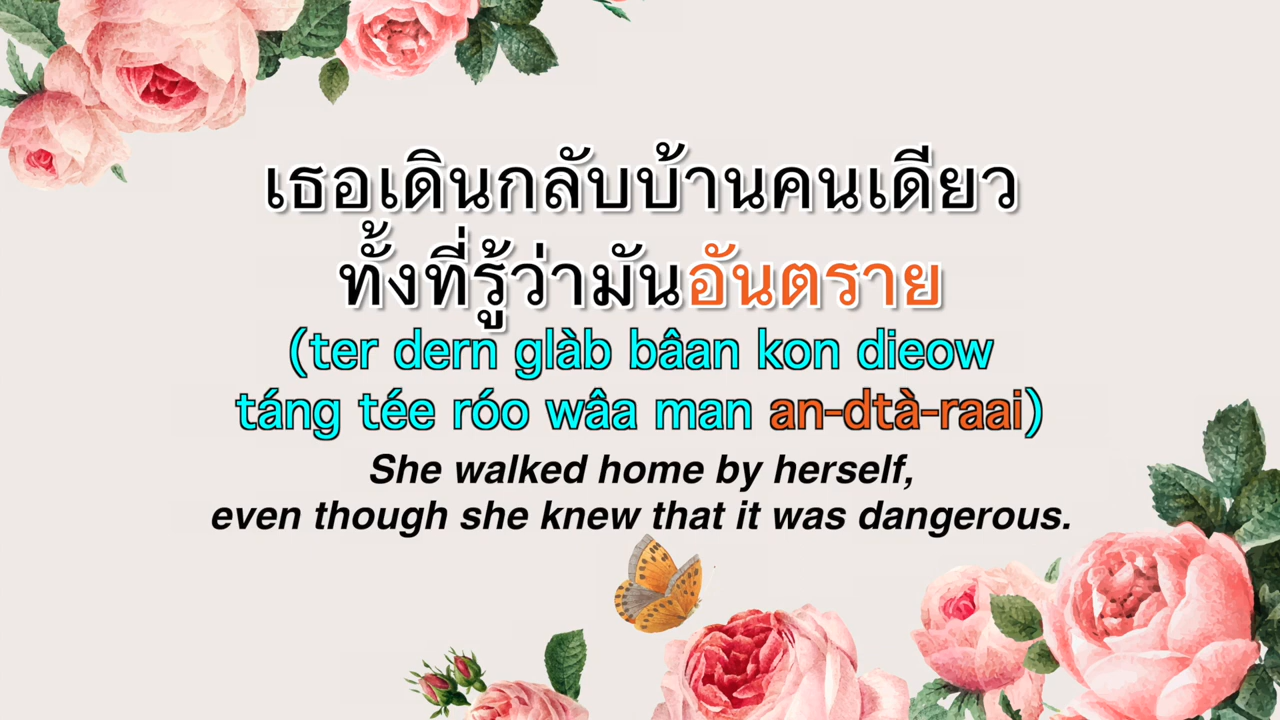 เธอเดินกลับบ้านคนเดียว
ทั้งที่รู้ว่ามันอันตราย
(ter dern glàb bâan kon dieow
táng tée róo wâa man an-dtà-raai)
She walked home by herself,
even though she knew that it was dangerous.